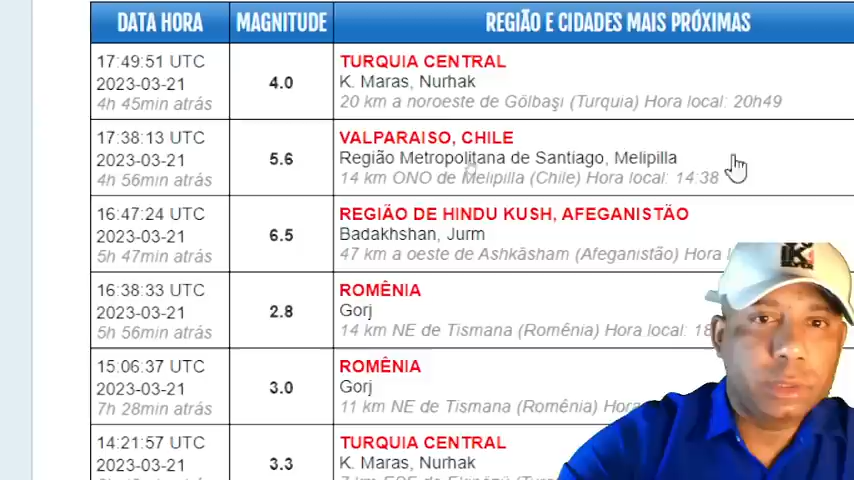 DATA HORA MAGNITUDE REGIÃO E CIDADES MAIS PRÓXIMAS
17:49:51 UTC
2023-03-21
4h 45min atrás
4.0
TURQUIA CENTRAL
K. Maras, Nurhak
20 km a noroeste de Gölbaşı (Turquia) Hora local: 20h49
17:38:13 UTC
2023-03-21
4h 56min atrás
5.6
VALPARAISO, CHILE
Região Metropolitana de Santiago, Melipilla
14 km ONO de Melipilla (Chile) Hora local: 14:38
16:47:24 UTC
2023-03-21
5h 47min atrás
6.5
REGIÃO DE HINDU KUSH, AFEGANISTÃO
Badakhshan, Jurm
47 km a oeste de Ashkāsham (Afeganistão) Hora
16:38:33 UTC
2023-03-21
5h 56min atrás
2.8
ROMÊNIA
Gorj
14 km NE de Tismana (Romênia) Hora local: 18
15:06:37 UTC
2023-03-21
7h 28min atrás
3.0
ROMÊNIA
Gorj
11 km NE de Tismana (Romênia) Hora
14:21:57 UTC
2023-03-21
3.3
TURQUIA CENTRAL
K. Maras, Nurhak